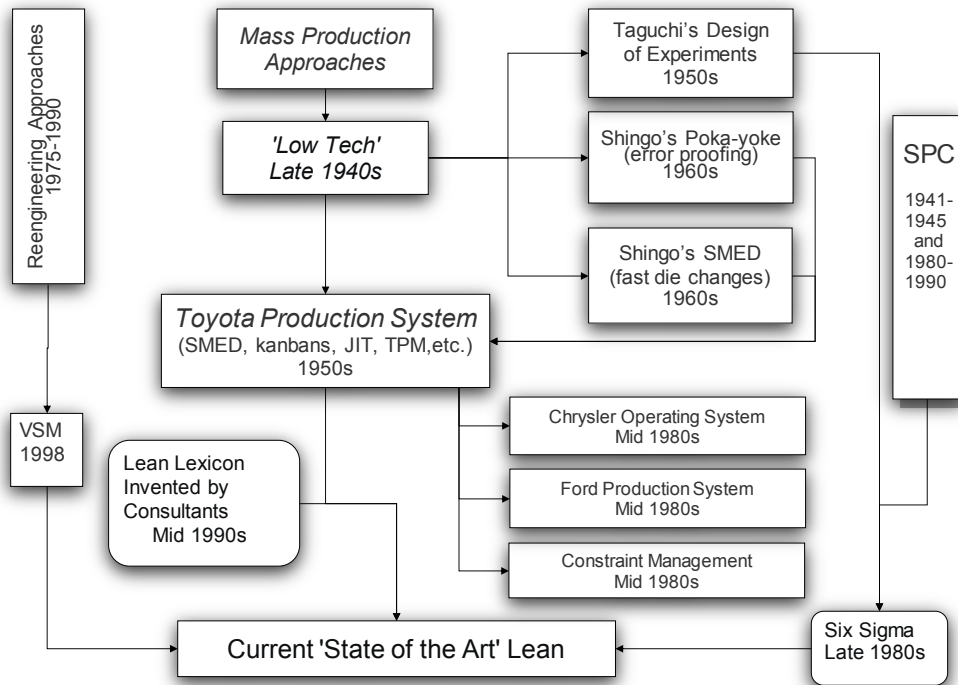 Reengineering Approaches
1975-1990
Mass Production
Approaches
Taguchi’s Design
of Experiments
1950s
'Low Tech'
Late 1940s
Shingo’s Poka-yoke
(error proofing)
1960s
SPC
1941-
1945
and
1980-
1990
Shingo’s SMED
(fast die changes)
1960s
Toyota Production System
(SMED, kanbans, JIT, TPM,etc.)
1950s
VSM
1998
Chrysler Operating System
Mid 1980s
Lean Lexicon
Invented by
Consultants
Mid 1990s
Ford Production System
Mid 1980s
Constraint Management
Mid 1980s
Current 'State of the Art' Lean
Six Sigma
Late 1980s